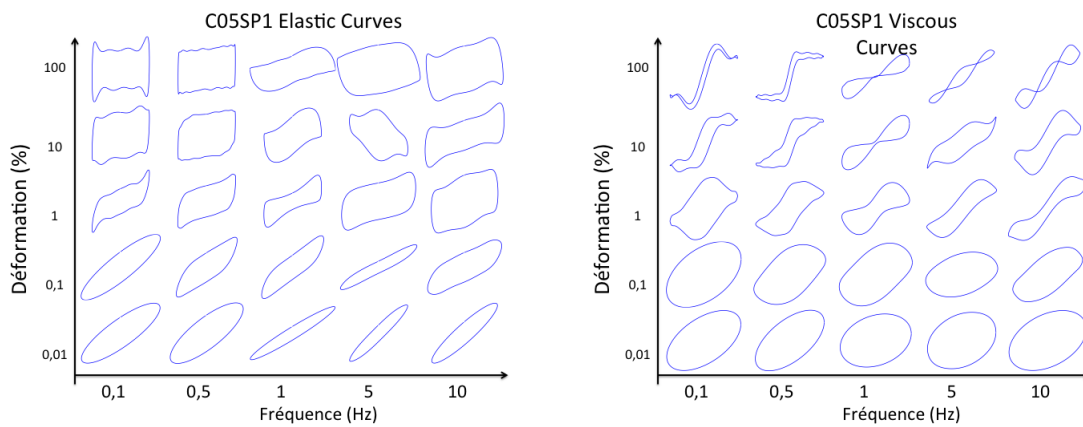 C05SP1 Elastic Curves
Déformation (%)
100
10
1
0,1
0,01
0,1 0,5 1 5 10
Fréquence (Hz)
C05SP1 Viscous
Curves
Déformation (%)
100
10
1
0,1
0,01
0,1 0,5 1 5 10
Fréquence (Hz)